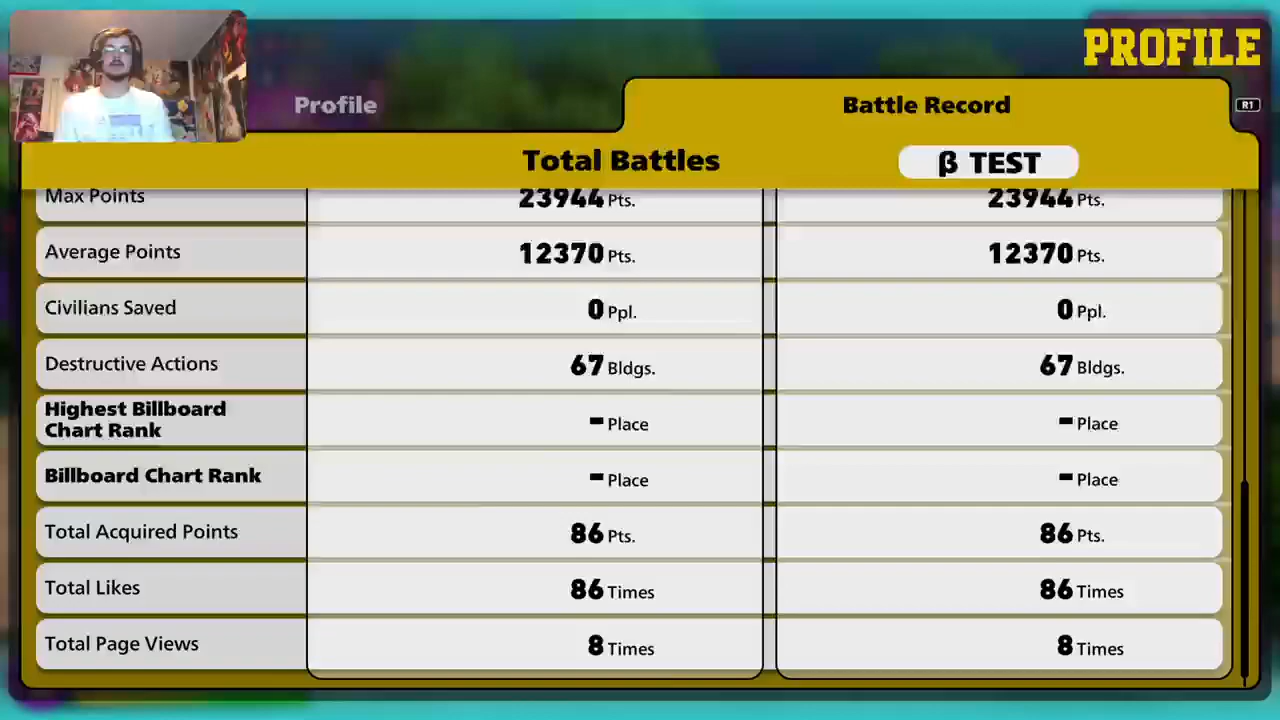 PROFILE
Profile
Battle Record
R1
Total Battles
β TEST
Max Points 23944 Pts. 23944 Pts.
Average Points 12370 Pts. 12370 Pts.
Civilians Saved 0 Ppl. 0 Ppl.
Destructive Actions 67 Bldgs. 67 Bldgs.
Highest Billboard
Chart Rank - Place - Place
Billboard Chart Rank - Place - Place
Total Acquired Points 86 Pts. 86 Pts.
Total Likes 86 Times 86 Times
Total Page Views 8 Times 8 Times